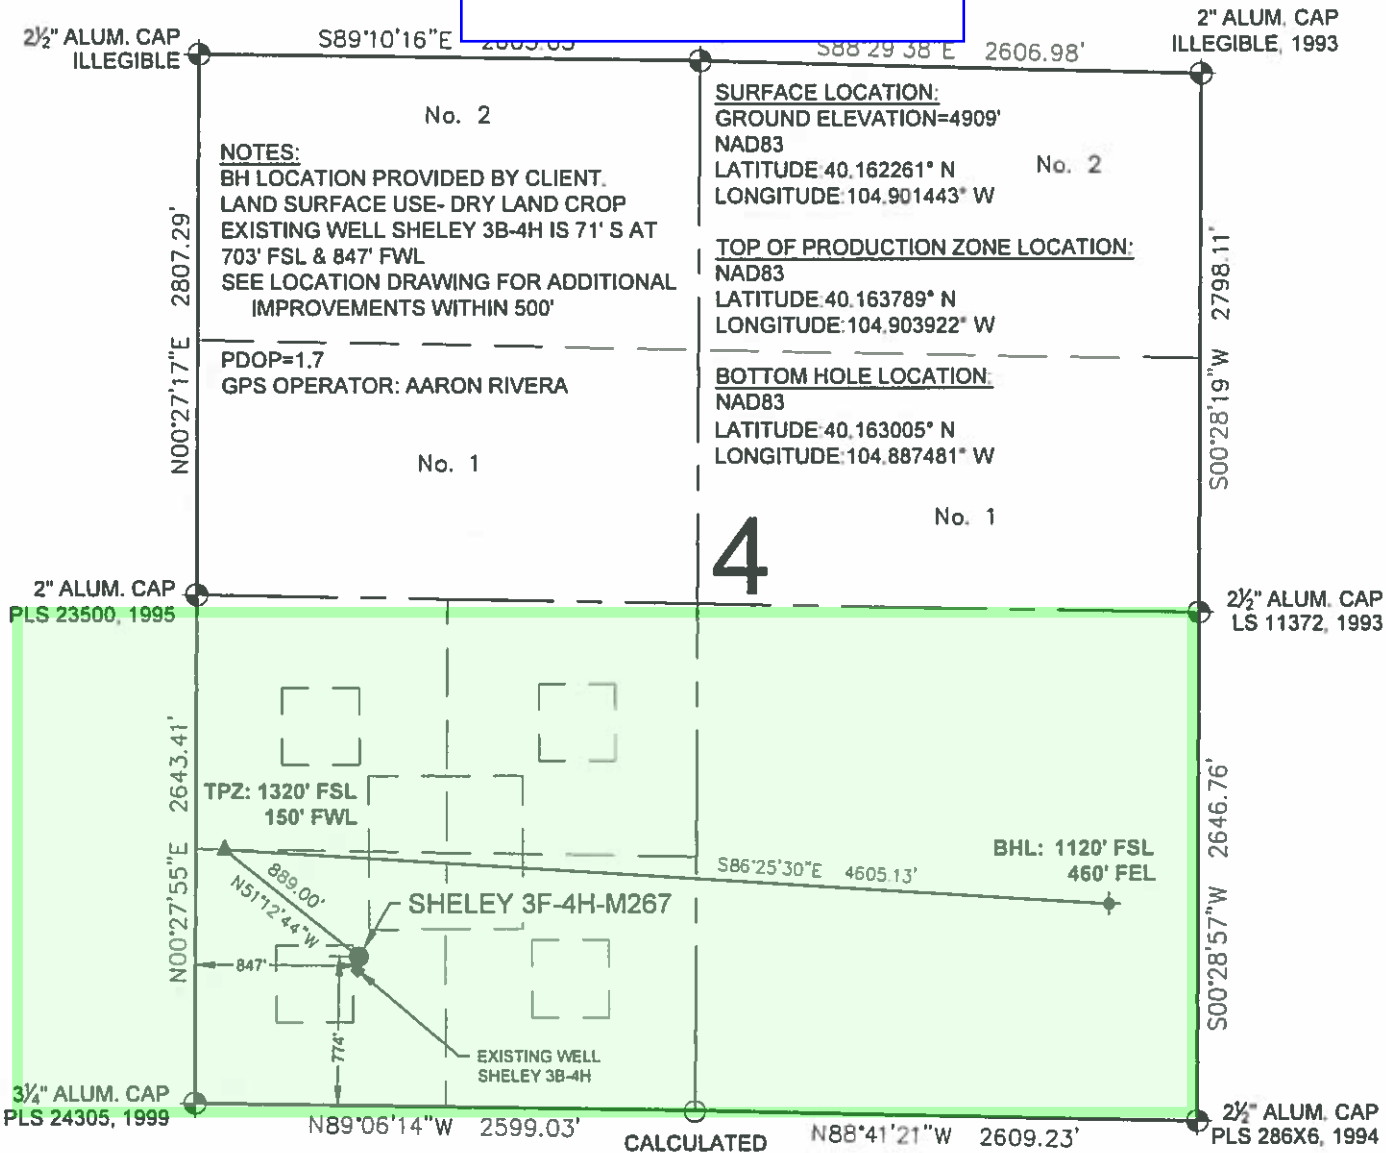 2½" ALUM. CAP
ILLEGIBLE
S89°10'16"E
S88°29'38"E 2606.98'
2" ALUM. CAP
ILLEGIBLE, 1993
No. 2
NOTES:
BH LOCATION PROVIDED BY CLIENT.
LAND SURFACE USE- DRY LAND CROP
EXISTING WELL SHELEY 3B-4H IS 71' S AT
703' FSL & 847' FWL
SEE LOCATION DRAWING FOR ADDITIONAL
IMPROVEMENTS WITHIN 500'
PDOP=1.7
GPS OPERATOR: AARON RIVERA
No. 1
SURFACE LOCATION:
GROUND ELEVATION=4909'
NAD83
LATITUDE:40.162261° N
LONGITUDE:104.901443° W
No. 2
TOP OF PRODUCTION ZONE LOCATION:
NAD83
LATITUDE:40.163789° N
LONGITUDE:104.903922° W
BOTTOM HOLE LOCATION:
NAD83
LATITUDE:40.163005° N
LONGITUDE:104.887481° W
No. 1
4
N00°27'17"E 2807.29'
S00°28'19"W 2798.11'
2" ALUM. CAP
PLS 23500, 1995
2½" ALUM. CAP
LS 11372, 1993
N00°27'55"E 2643.41'
S00°28'57"W 2646.76'
TPZ: 1320' FSL
150' FWL
889.00'
N51°12'44"W
S86°25'30"E 4605.13'
BHL: 1120' FSL
460' FEL
SHELEY 3F-4H-M267
847'
774'
EXISTING WELL
SHELEY 3B-4H
3¼" ALUM. CAP
PLS 24305, 1999
N89°06'14"W 2599.03'
CALCULATED
N88°41'21"W 2609.23'
2½" ALUM. CAP
PLS 286X6, 1994